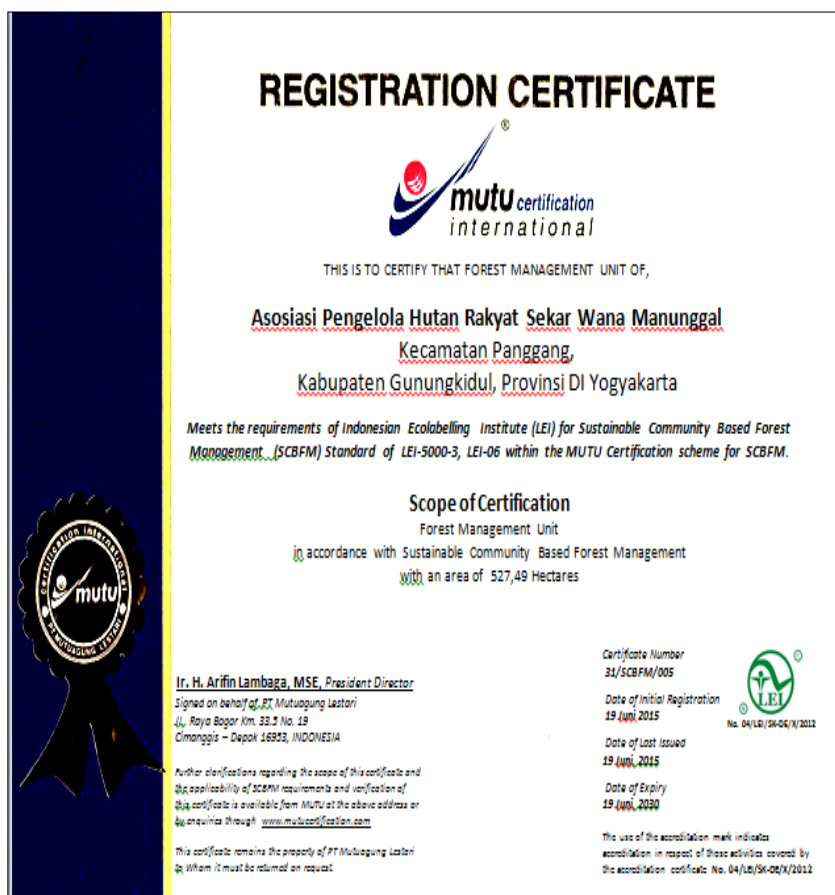 REGISTRATION CERTIFICATE
®
mutu certification
international
THIS IS TO CERTIFY THAT FOREST MANAGEMENT UNIT OF,
Asosiasi Pengelola Hutan Rakyat Sekar Wana Manunggal
Kecamatan Panggang,
Kabupaten Gunungkidul, Provinsi DI Yogyakarta
Meets the requirements of Indonesian Ecolabelling Institute (LEI) for Sustainable Community Based Forest
Management (SCBFM) Standard of LEI-5000-3, LEI-06 within the MUTU Certification scheme for SCBFM.
Scope of Certification
Forest Management Unit
in accordance with Sustainable Community Based Forest Management
with an area of 527,49 Hectares
Certification International
mutu
PT MUTUAGUNG LESTARI
Ir. H. Arifin Lambaga, MSE, President Director
Signed on behalf of PT Mutuagung Lestari
JL. Raya Bogor Km. 33.5 No. 19
Cimanggis – Depok 16953, INDONESIA
Further clarifications regarding the scope of this certificate and
the applicability of SCBFM requirements and verification of
this certificate is available from MUTU at the above address or
by enquiries through www.mutucertification.com
This certificate remains the property of PT Mutuagung Lestari
to Whom it must be returned on request
Certificate Number
31/SCBFM/005
Date of Initial Registration
19 Juni 2015
Date of Last Issued
19 Juni 2015
Date of Expiry
19 Juni 2030
LEI
No. 04/LEI/SK-DE/X/2012
The use of the accreditation mark indicates
accreditation in respect of those activities covered by
the accreditation certificate No. 04/LEI/SK-DE/X/2012